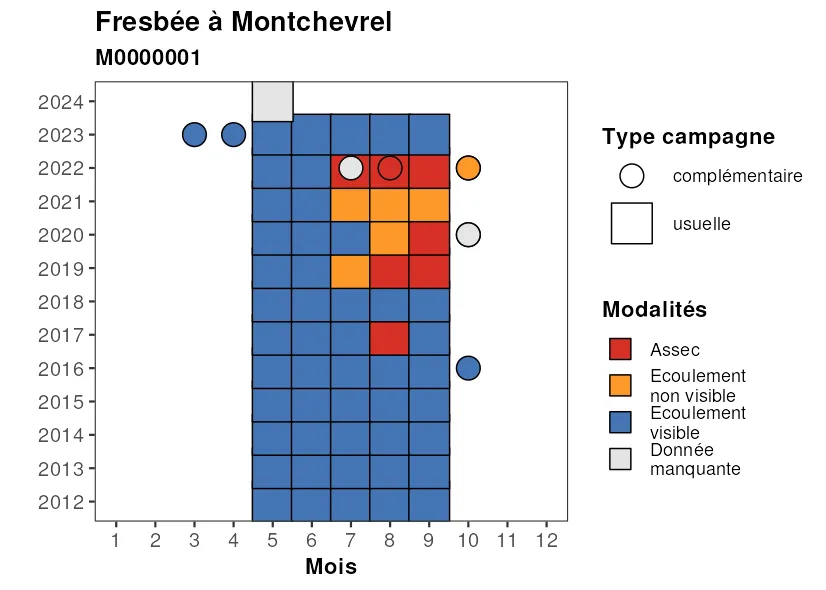 Fresbée à Montchevrel
M0000001
2024
2023
2022
2021
2020
2019
2018
2017
2016
2015
2014
2013
2012
1 2 3 4 5 6 7 8 9 10 11 12
Mois
Type campagne
complémentaire
usuelle
Modalités
Assec
Ecoulement
non visible
Ecoulement
visible
Donnée
manquante